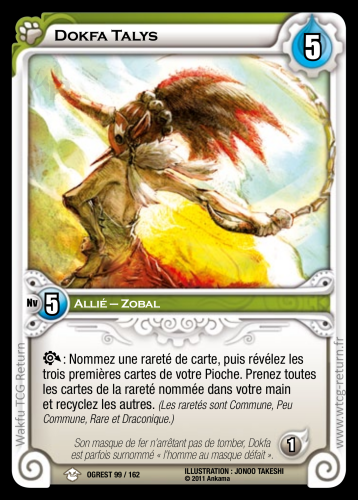 Dokfa Talys
5
Nv 5
Allié – Zobal
: Nommez une rareté de carte, puis révélez les
trois premières cartes de votre Pioche. Prenez toutes
les cartes de la rareté nommée dans votre main
et recyclez les autres. (Les raretés sont Commune, Peu
Commune, Rare et Draconique.)
Son masque de fer n'arrêtant pas de tomber, Dokfa
est parfois surnommé « l'homme au masque défait ».
1
OGREST 99 / 162
ILLUSTRATION : JONOO TAKESHI
© 2011 Ankama
Wakfu TCG Return
www.wtcg-return.fr